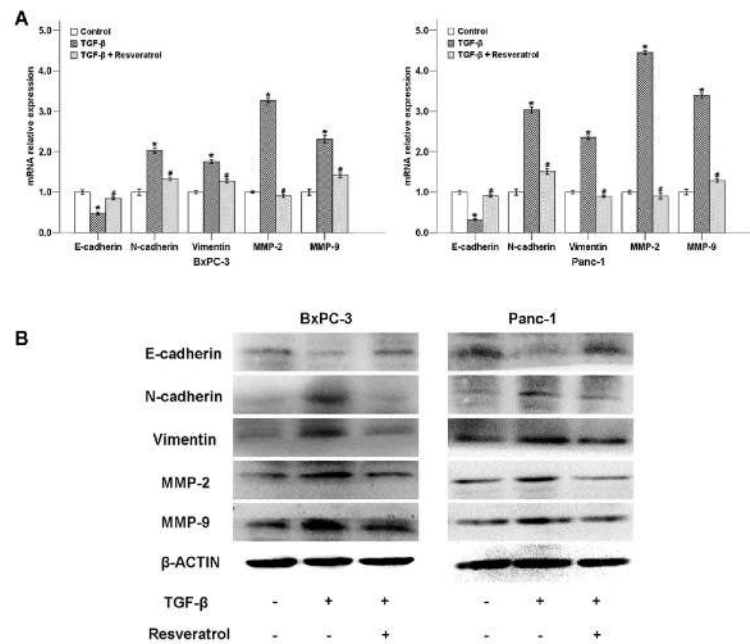 A
5.0
4.0
3.0
2.0
1.0
0.0
mRNA relative expression
Control
TGF-β
TGF-β + Resveratrol
* # * # * # * # * #
E-cadherin N-cadherin Vimentin MMP-2 MMP-9
BxPC-3
5.0
4.0
3.0
2.0
1.0
0.0
mRNA relative expression
Control
TGF-β
TGF-β + Resveratrol
* # * # * # * # * #
E-cadherin N-cadherin Vimentin MMP-2 MMP-9
Panc-1
B
BxPC-3 Panc-1
E-cadherin
N-cadherin
Vimentin
MMP-2
MMP-9
β-ACTIN
TGF-β - + + - + +
Resveratrol + +